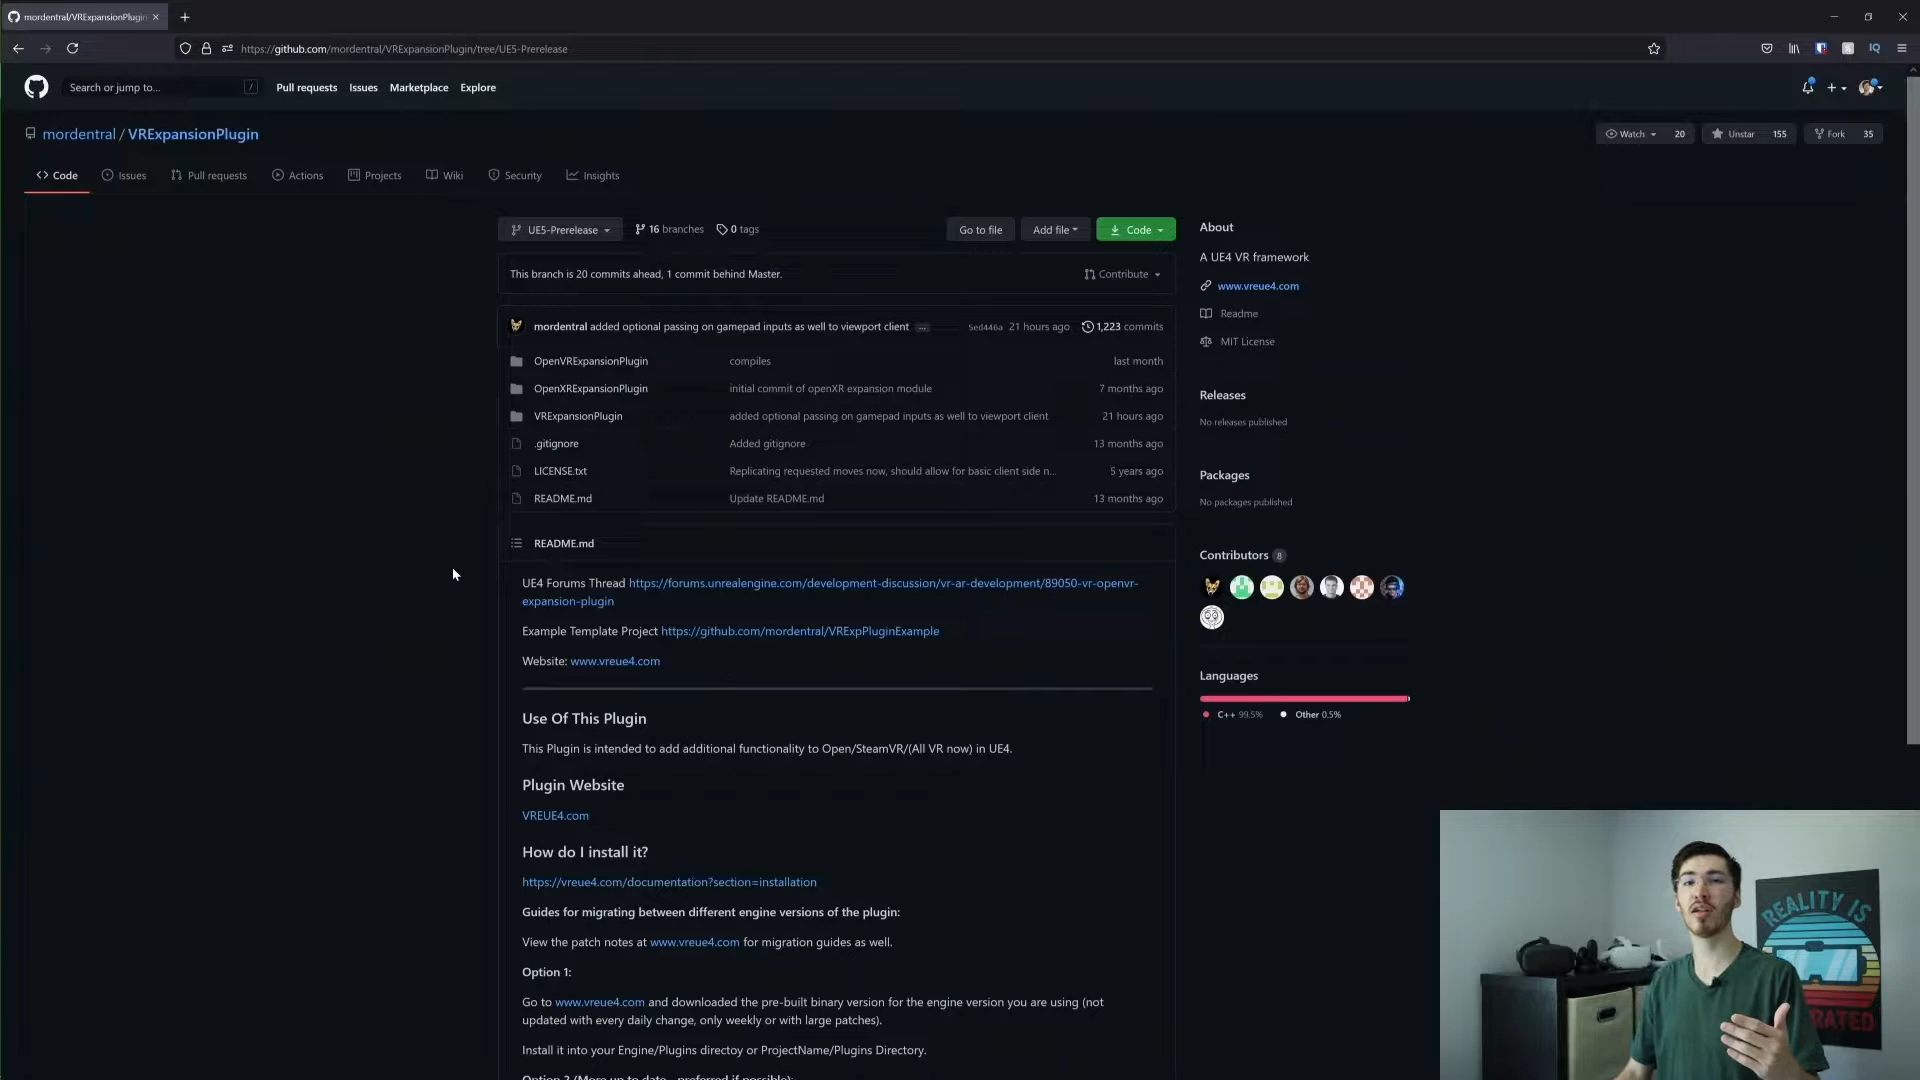 mordentral/VRExpansionPlugin
https://github.com/mordentral/VRExpansionPlugin/tree/UE5-Prerelease
IQ
Search or jump to... /
Pull requests Issues Marketplace Explore
mordentral / VRExpansionPlugin
Watch 20 Unstar 155 Fork 35
Code Issues Pull requests Actions Projects Wiki Security Insights
UE5-Prerelease 16 branches 0 tags Go to file Add file Code
This branch is 20 commits ahead, 1 commit behind Master. Contribute
mordentral added optional passing on gamepad inputs as well to viewport client ... 5ed446a 21 hours ago 1,223 commits
OpenVRExpansionPlugin compiles last month
OpenXRExpansionPlugin initial commit of openXR expansion module 7 months ago
VRExpansionPlugin added optional passing on gamepad inputs as well to viewport client 21 hours ago
.gitignore Added gitignore 13 months ago
LICENSE.txt Replicating requested moves now, should allow for basic client side n... 5 years ago
README.md Update README.md 13 months ago
README.md
UE4 Forums Thread https://forums.unrealengine.com/development-discussion/vr-ar-development/89050-vr-openvr-
expansion-plugin
Example Template Project https://github.com/mordentral/VRExpPluginExample
Website: www.vreue4.com
Use Of This Plugin
This Plugin is intended to add additional functionality to Open/SteamVR/(All VR now) in UE4.
Plugin Website
VREUE4.com
How do I install it?
https://vreue4.com/documentation?section=installation
Guides for migrating between different engine versions of the plugin:
View the patch notes at www.vreue4.com for migration guides as well.
Option 1:
Go to www.vreue4.com and downloaded the pre-built binary version for the engine version you are using (not
updated with every daily change, only weekly or with large patches).
Install it into your Engine/Plugins directoy or ProjectName/Plugins Directory.
Option 2 (More up to date - preferred if possible):
About
A UE4 VR framework
www.vreue4.com
Readme
MIT License
Releases
No releases published
Packages
No packages published
Contributors 8
Languages
C++ 99.5% Other 0.5%
REALITY IS
RATED